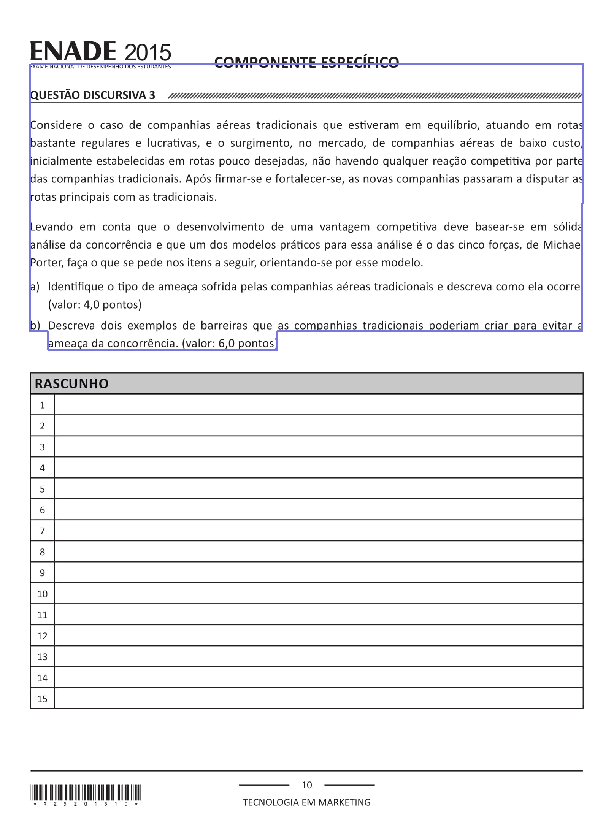 ENADE 2015
EXAME NACIONAL DE DESEMPENHO DOS ESTUDANTES
COMPONENTE ESPECÍFICO
QUESTÃO DISCURSIVA 3
Considere o caso de companhias aéreas tradicionais que estiveram em equilíbrio, atuando em rotas
bastante regulares e lucrativas, e o surgimento, no mercado, de companhias aéreas de baixo custo,
inicialmente estabelecidas em rotas pouco desejadas, não havendo qualquer reação competitiva por parte
das companhias tradicionais. Após firmar-se e fortalecer-se, as novas companhias passaram a disputar as
rotas principais com as tradicionais.
Levando em conta que o desenvolvimento de uma vantagem competitiva deve basear-se em sólida
análise da concorrência e que um dos modelos práticos para essa análise é o das cinco forças, de Michae
Porter, faça o que se pede nos itens a seguir, orientando-se por esse modelo.
a) Identifique o tipo de ameaça sofrida pelas companhias aéreas tradicionais e descreva como ela ocorre.
(valor: 4,0 pontos)
b) Descreva dois exemplos de barreiras que as companhias tradicionais poderiam criar para evitar a
ameaça da concorrência. (valor: 6,0 pontos)
RASCUNHO
1
2
3
4
5
6
7
8
9
10
11
12
13
14
15
10
TECNOLOGIA EM MARKETING